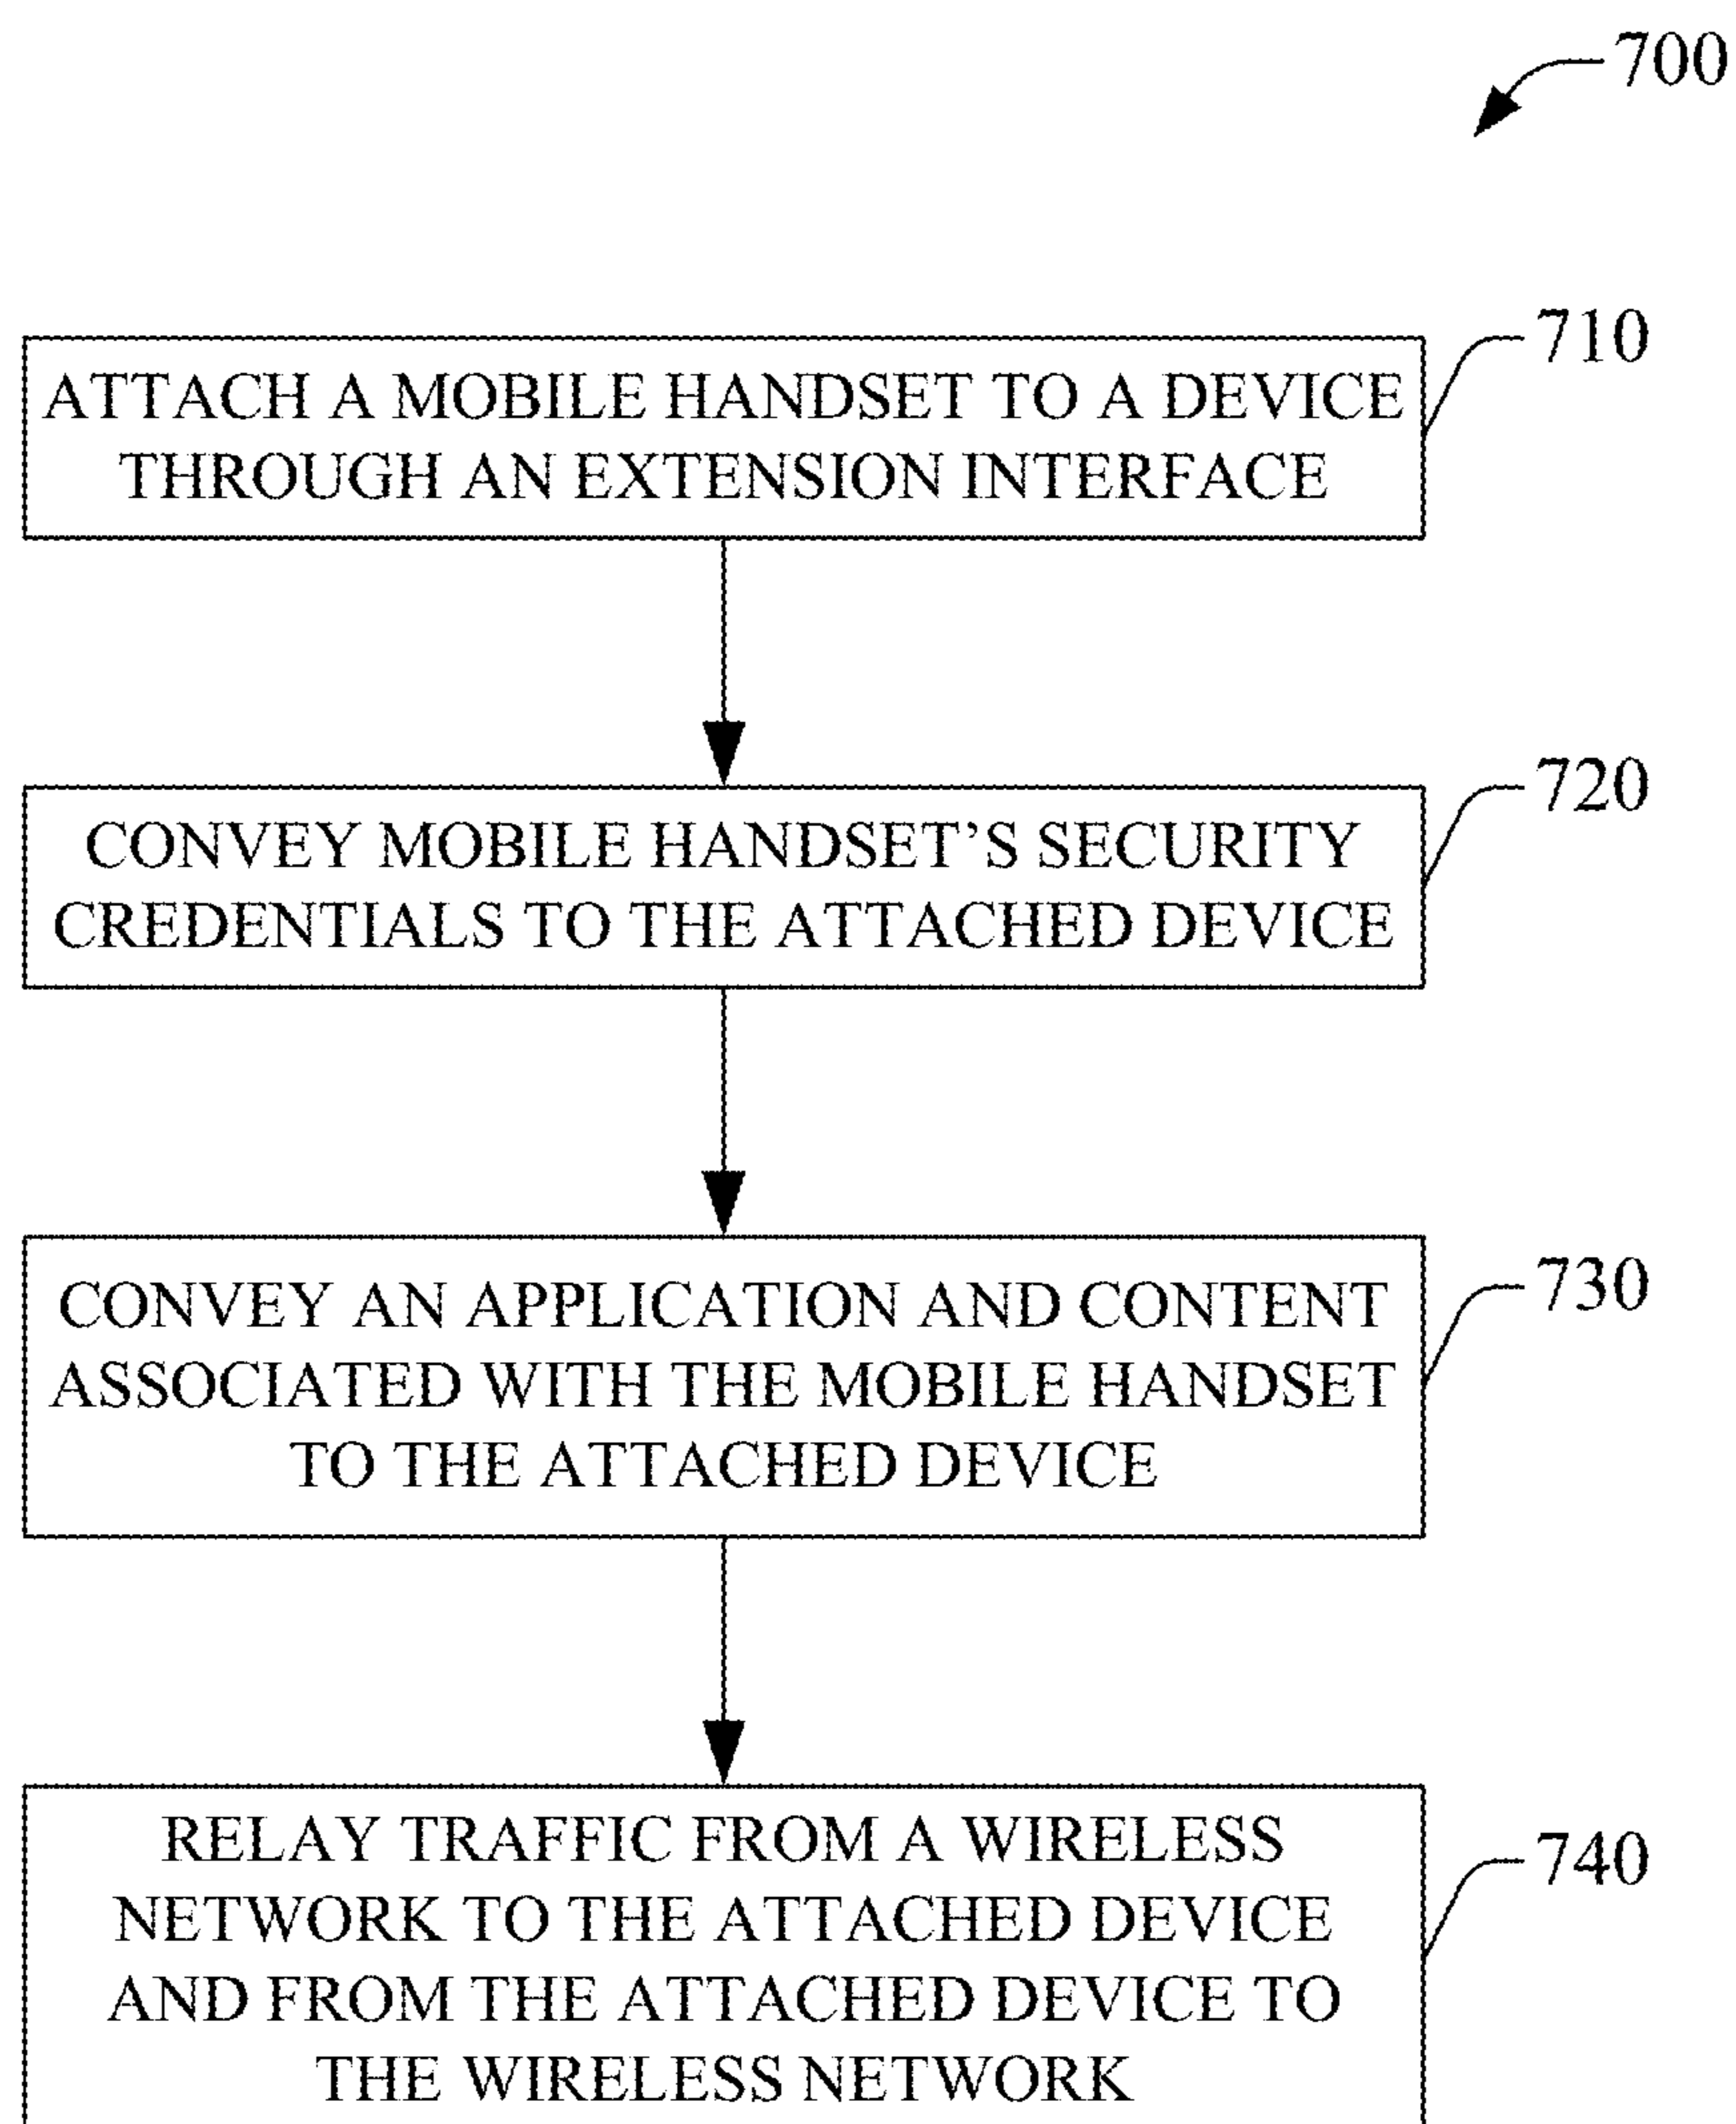 700
710
ATTACH A MOBILE HANDSET TO A DEVICE
THROUGH AN EXTENSION INTERFACE
720
CONVEY MOBILE HANDSET’S SECURITY
CREDENTIALS TO THE ATTACHED DEVICE
730
CONVEY AN APPLICATION AND CONTENT
ASSOCIATED WITH THE MOBILE HANDSET
TO THE ATTACHED DEVICE
740
RELAY TRAFFIC FROM A WIRELESS
NETWORK TO THE ATTACHED DEVICE
AND FROM THE ATTACHED DEVICE TO
THE WIRELESS NETWORK